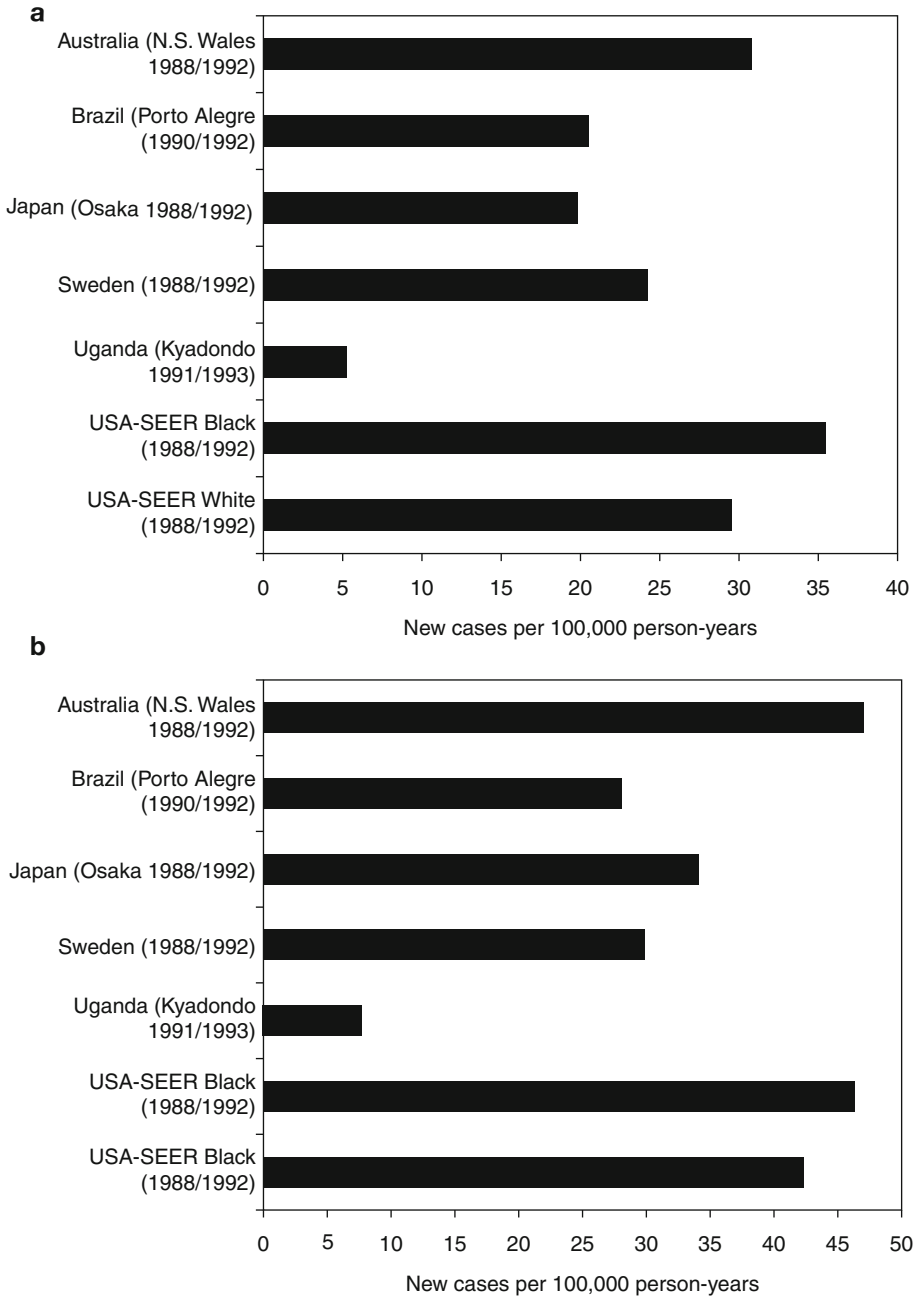 a
Australia (N.S. Wales
1988/1992)
Brazil (Porto Alegre
(1990/1992)
Japan (Osaka 1988/1992)
Sweden (1988/1992)
Uganda (Kyadondo
1991/1993)
USA-SEER Black
(1988/1992)
USA-SEER White
(1988/1992)
0 5 10 15 20 25 30 35 40
New cases per 100,000 person-years
b
Australia (N.S. Wales
1988/1992)
Brazil (Porto Alegre
(1990/1992)
Japan (Osaka 1988/1992)
Sweden (1988/1992)
Uganda (Kyadondo
1991/1993)
USA-SEER Black
(1988/1992)
USA-SEER Black
(1988/1992)
0 5 10 15 20 25 30 35 40 45 50
New cases per 100,000 person-years